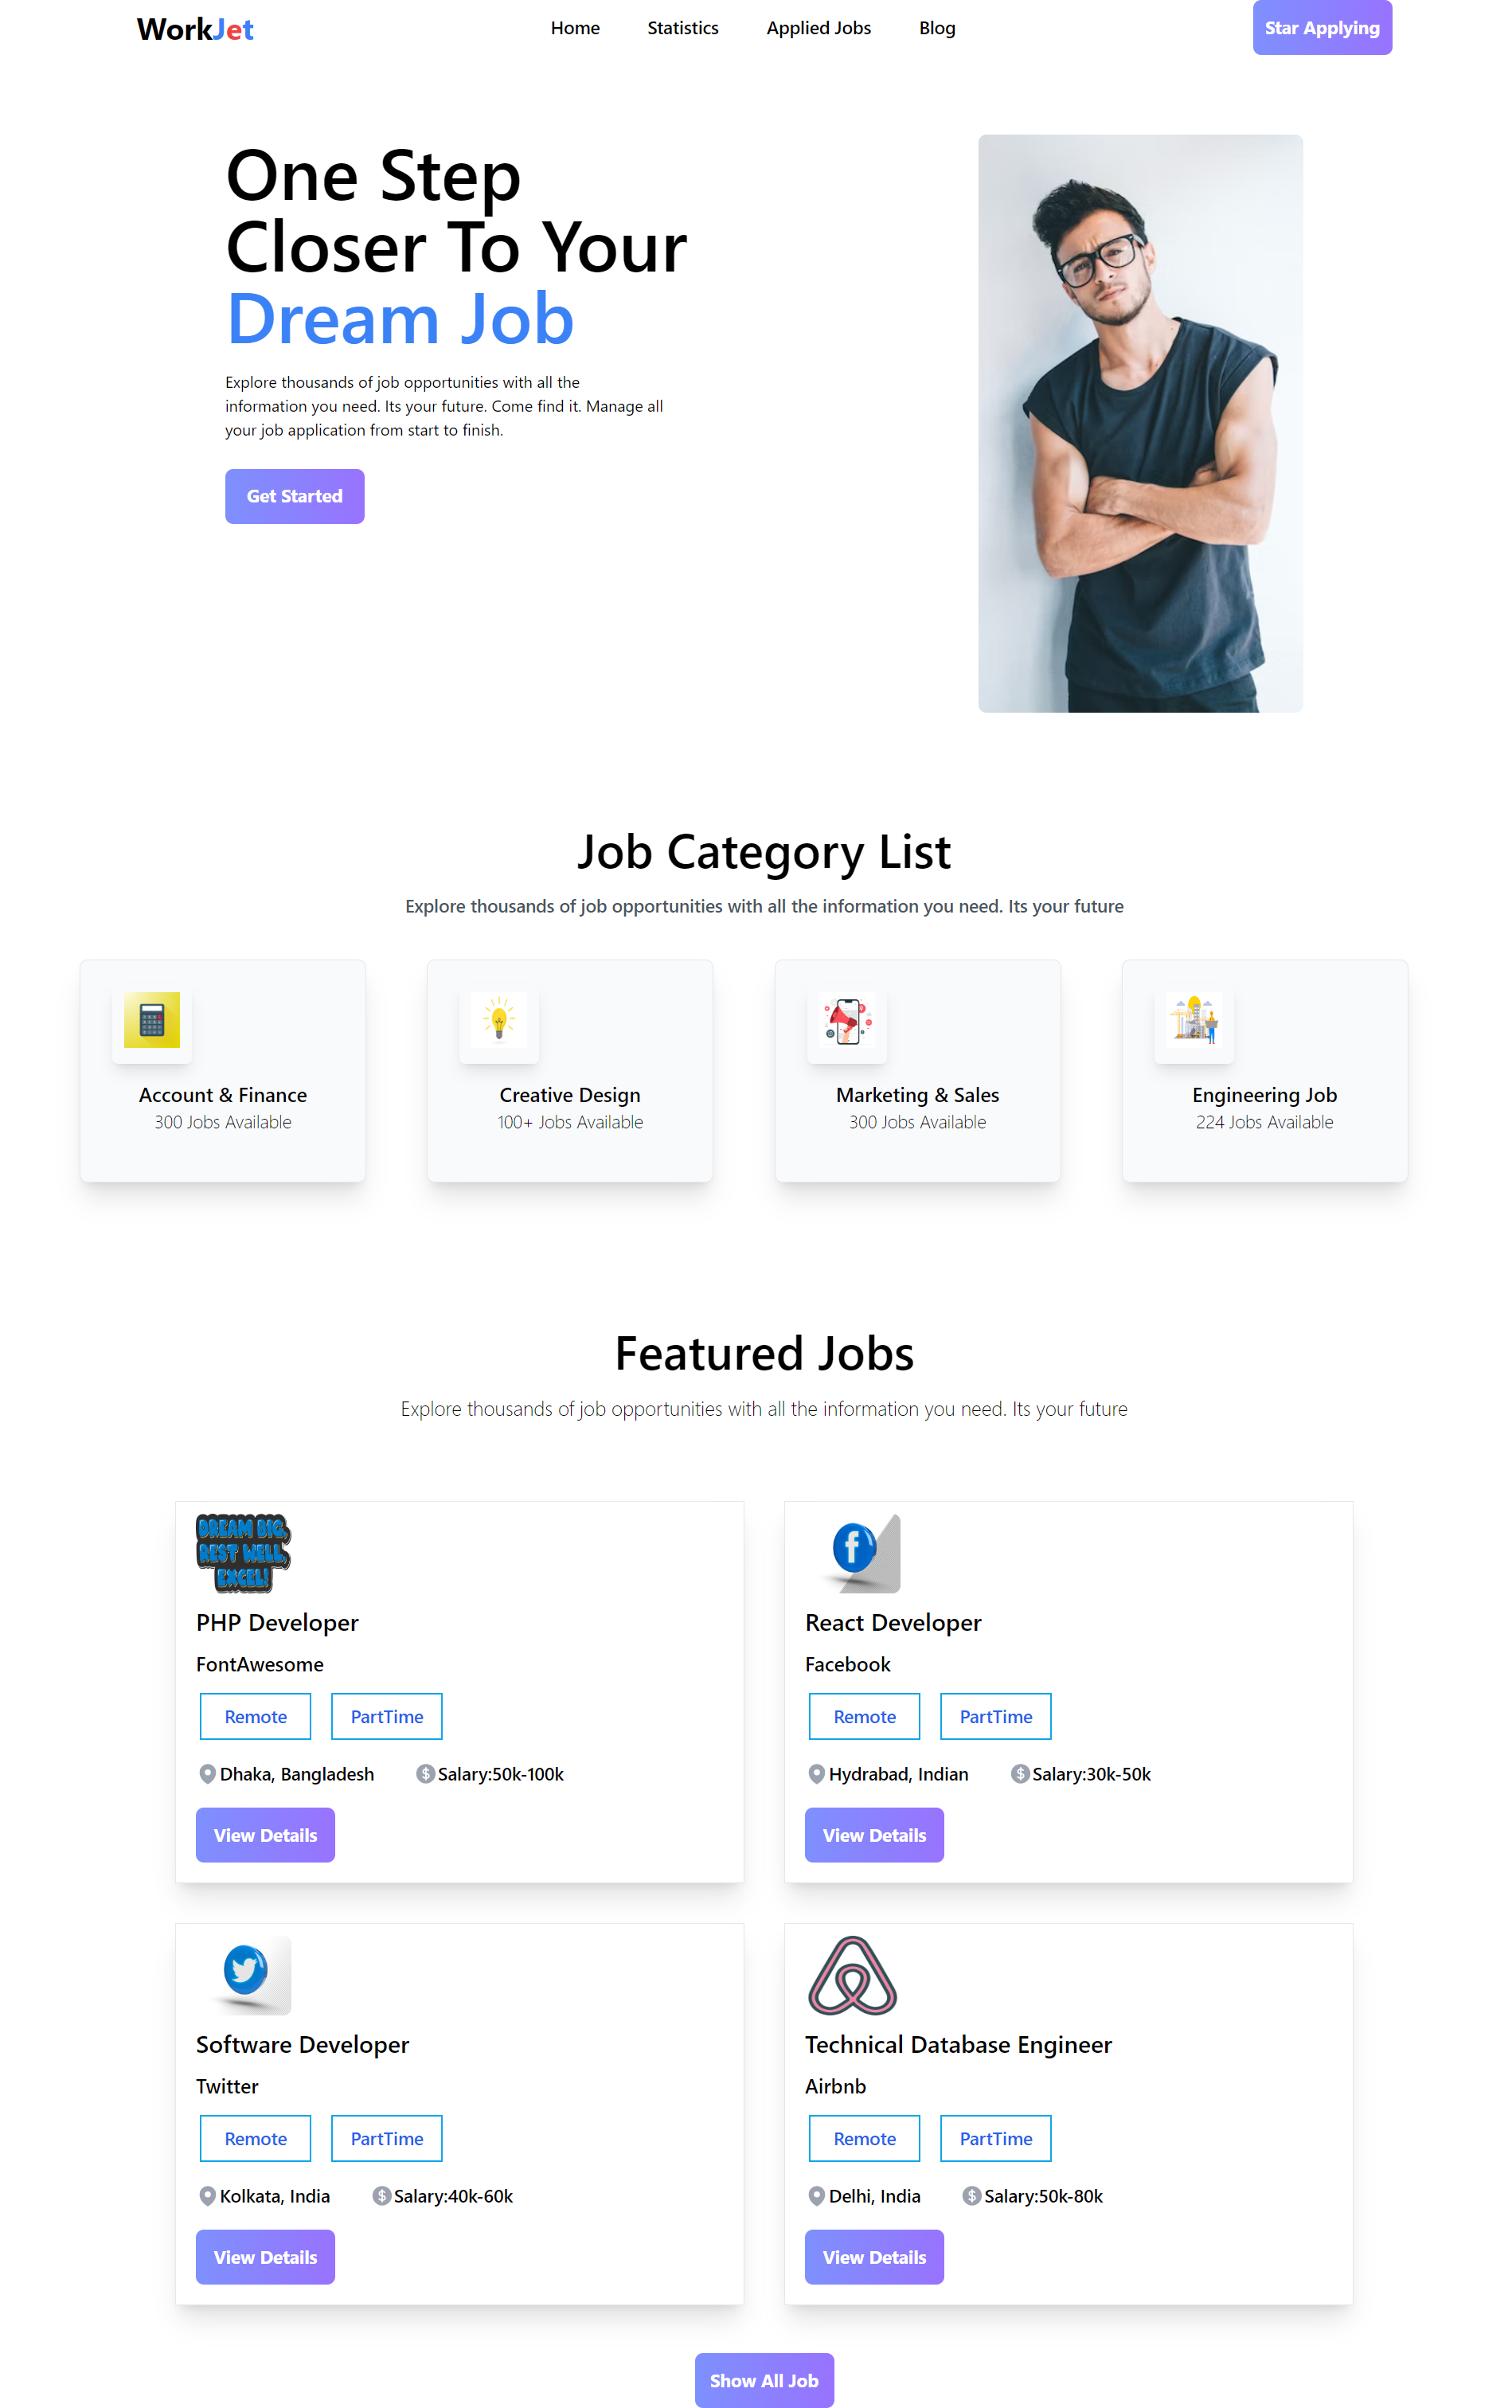 WorkJet
Home Statistics Applied Jobs Blog
Star Applying
One Step
Closer To Your
Dream Job
Explore thousands of job opportunities with all the
information you need. Its your future. Come find it. Manage all
your job application from start to finish.
Get Started
Job Category List
Explore thousands of job opportunities with all the information you need. Its your future
Account & Finance
300 Jobs Available
Creative Design
100+ Jobs Available
Marketing & Sales
300 Jobs Available
Engineering Job
224 Jobs Available
Featured Jobs
Explore thousands of job opportunities with all the information you need. Its your future
DREAM BIG,
REST WELL,
EXCEL!
PHP Developer
FontAwesome
Remote PartTime
Dhaka, Bangladesh Salary:50k-100k
View Details
f
React Developer
Facebook
Remote PartTime
Hydrabad, Indian Salary:30k-50k
View Details
Software Developer
Twitter
Remote PartTime
Kolkata, India Salary:40k-60k
View Details
Technical Database Engineer
Airbnb
Remote PartTime
Delhi, India Salary:50k-80k
View Details
Show All Job